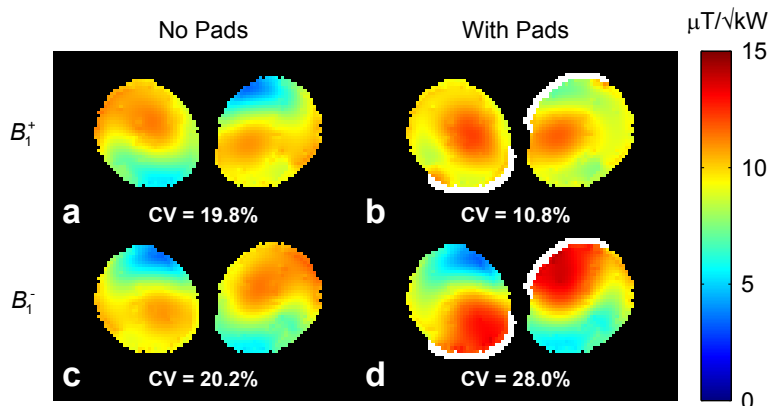 No Pads
With Pads
μT/√kW
B₁⁺
a
CV = 19.8%
b
CV = 10.8%
B₁⁻
c
CV = 20.2%
d
CV = 28.0%
15
10
5
0